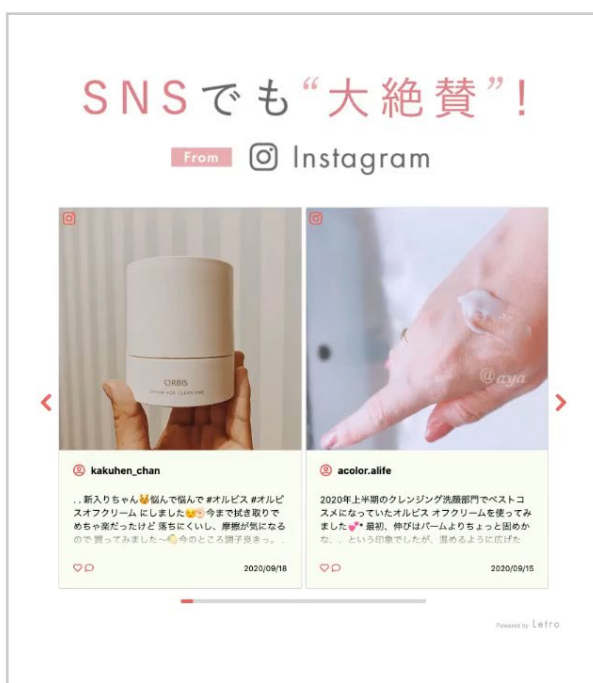 SNSでも“大絶賛”!
From Instagram
ORBIS
CREAM FOR CLEANSING
@aya
kakuhen_chan
. . 新入りちゃん🐱悩んで悩んで #オルビス #オルビ
スオフクリーム にしました😉👏今まで拭き取りで
めちゃ楽だったけど 落ちにくいし、摩擦が気になる
ので 買ってみました〜👏今のところ調子良きっ。.
2020/09/18
acolor.alife
2020年上半期のクレンジング洗顔部門でベストコ
スメになっていたオルビス オフクリームを使ってみ
ました💕• 最初、伸びはバームよりちょっと固めか
な、、という印象でしたが、温めるように広げた
2020/09/15
Powered by Letro